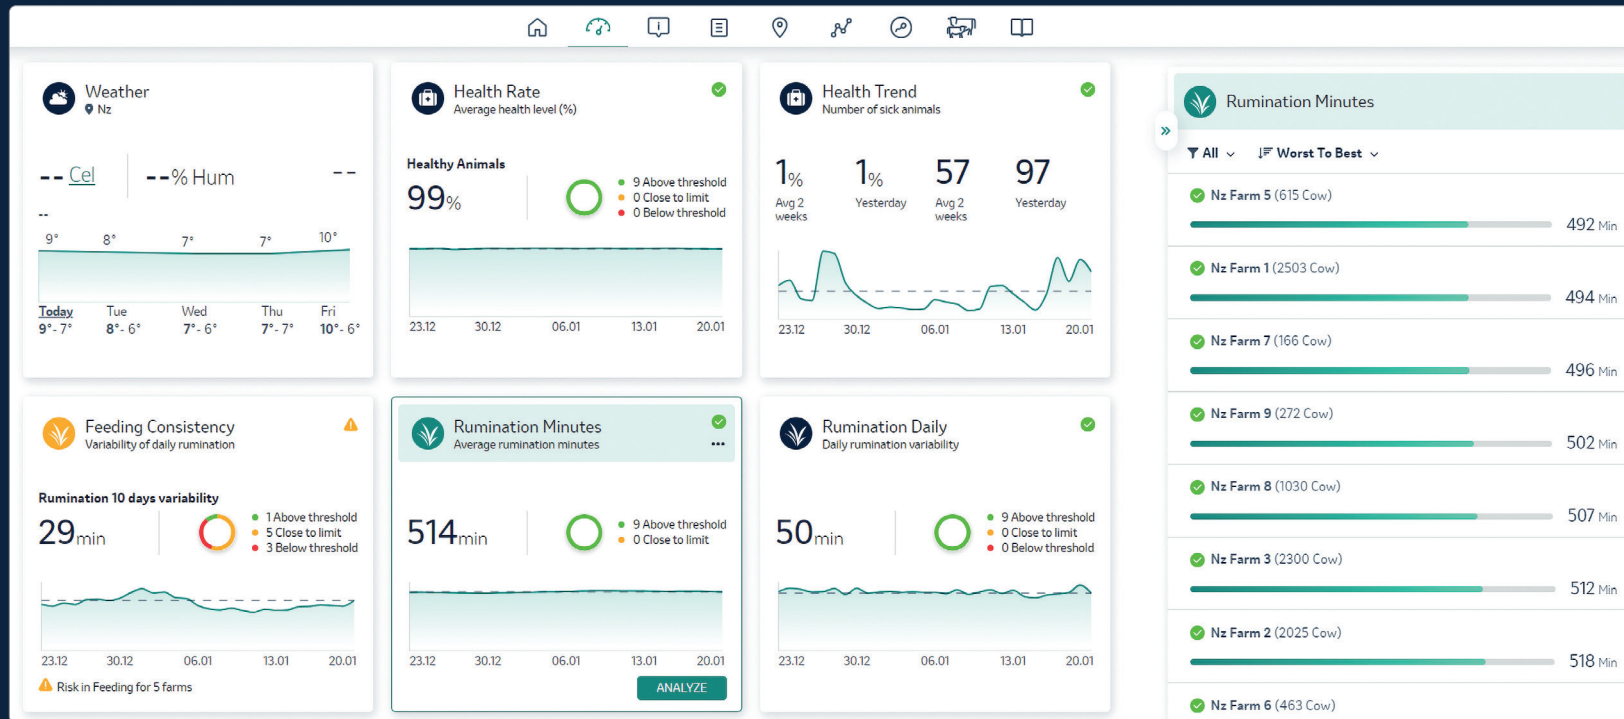 Weather
Nz
-- Cel
--% Hum
--
--
9°
8°
7°
7°
10°
Today
Tue
Wed
Thu
Fri
9°- 7°
8°- 6°
7°- 6°
7°- 7°
10°- 6°
Health Rate
Average health level (%)
Healthy Animals
99%
9 Above threshold
0 Close to limit
0 Below threshold
23.12
30.12
06.01
13.01
20.01
Health Trend
Number of sick animals
1%
1%
57
97
Avg 2
weeks
Yesterday
Avg 2
weeks
Yesterday
23.12
30.12
06.01
13.01
20.01
Feeding Consistency
Variability of daily rumination
Rumination 10 days variability
29min
1 Above threshold
5 Close to limit
3 Below threshold
23.12
30.12
06.01
13.01
20.01
Risk in Feeding for 5 farms
Rumination Minutes
Average rumination minutes
514min
9 Above threshold
0 Close to limit
23.12
30.12
06.01
13.01
20.01
ANALYZE
Rumination Daily
Daily rumination variability
50min
9 Above threshold
0 Close to limit
0 Below threshold
23.12
30.12
06.01
13.01
20.01
Rumination Minutes
All
Worst To Best
Nz Farm 5 (615 Cow)
492 Min
Nz Farm 1 (2503 Cow)
494 Min
Nz Farm 7 (166 Cow)
496 Min
Nz Farm 9 (272 Cow)
502 Min
Nz Farm 8 (1030 Cow)
507 Min
Nz Farm 3 (2300 Cow)
512 Min
Nz Farm 2 (2025 Cow)
518 Min
Nz Farm 6 (463 Cow)